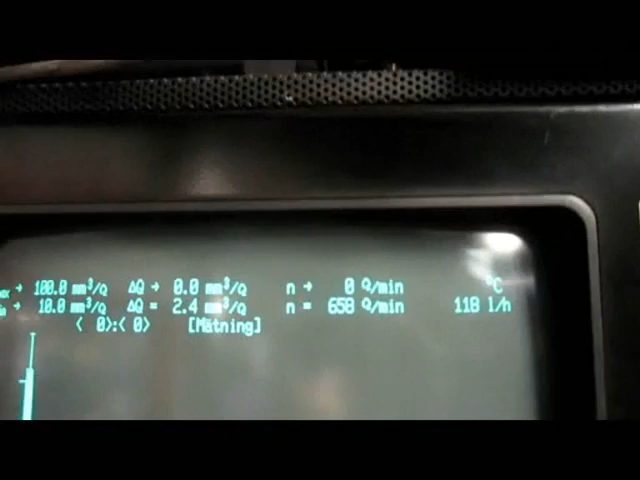 → 100.0 mm³/Q ΔQ → 0.0 mm³/Q n → 0 Q/min °C
→ 10.0 mm³/Q ΔQ = 2.4 mm³/Q n = 658 Q/min 118 l/h
< 0>:< 0> [Mätning]